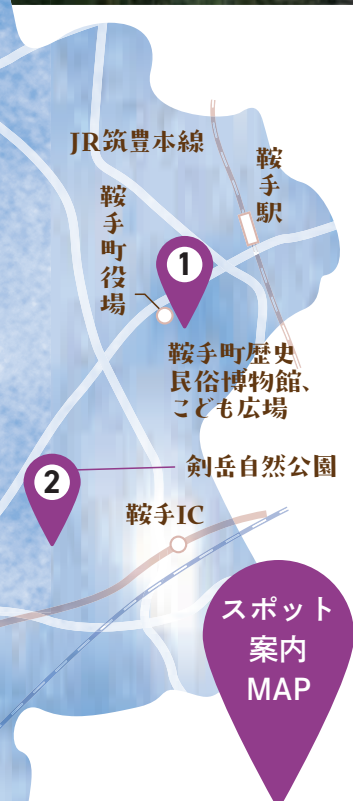 JR筑豊本線
鞍手駅
鞍手町役場
1
鞍手町歴史
民俗博物館、
こども広場
2
剣岳自然公園
鞍手IC
スポット
案内
MAP